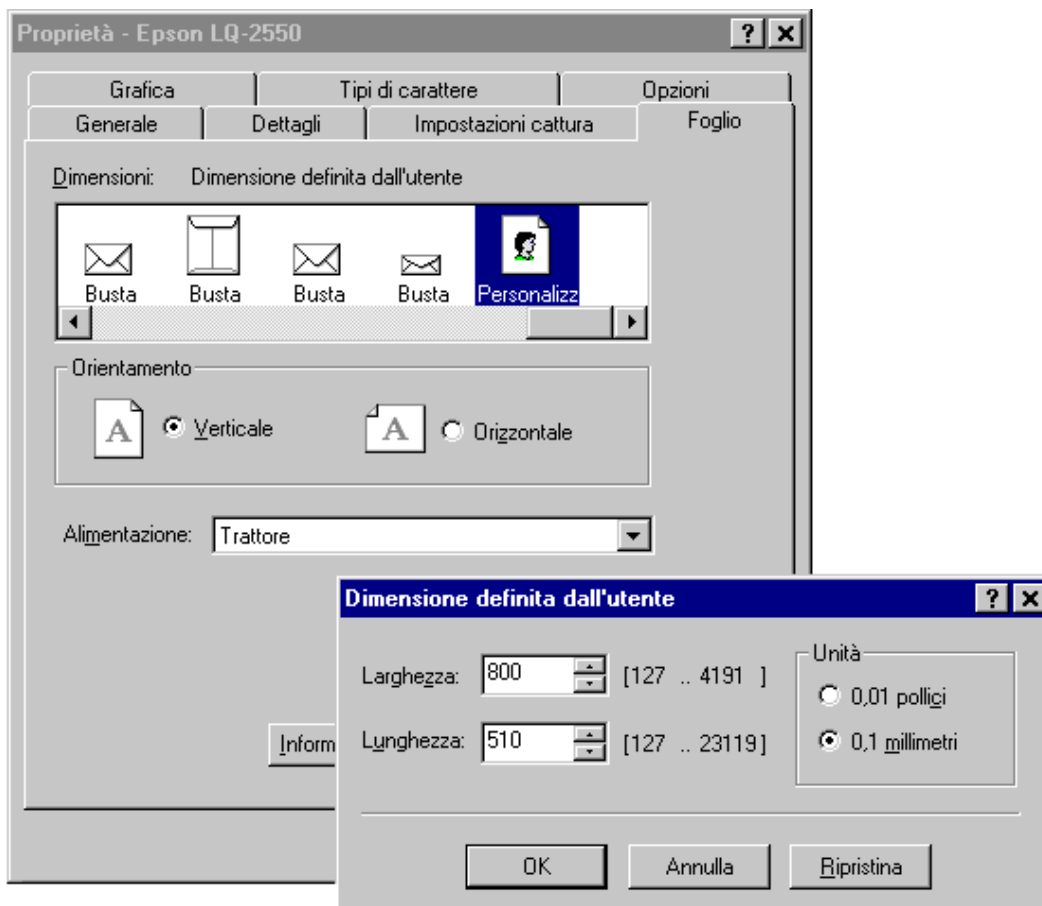 Proprietà - Epson LQ-2550
Grafica Tipi di carattere Opzioni
Generale Dettagli Impostazioni cattura Foglio
Dimensioni: Dimensione definita dall'utente
Busta Busta Busta Busta Personalizz
Orientamento
A Verticale A Orizzontale
Alimentazione: Trattore
Dimensione definita dall'utente
Larghezza: 800 [127 .. 4191 ]
Lunghezza: 510 [127 .. 23119]
Unità
0,01 pollici
0,1 millimetri
Inform
OK Annulla Ripristina